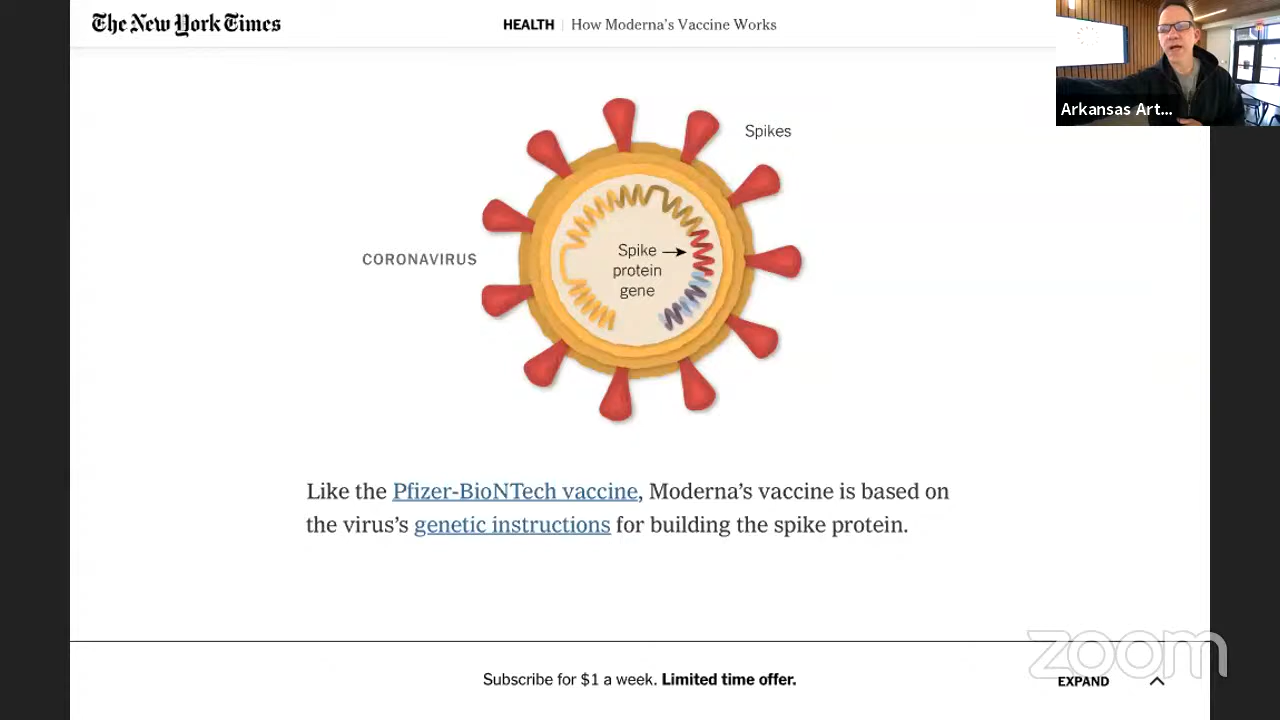 The New York Times
HEALTH How Moderna's Vaccine Works
Arkansas Art...
Spikes
CORONAVIRUS
Spike
protein
gene
Like the Pfizer-BioNTech vaccine, Moderna's vaccine is based on
the virus's genetic instructions for building the spike protein.
Subscribe for $1 a week. Limited time offer.
EXPAND
zoom